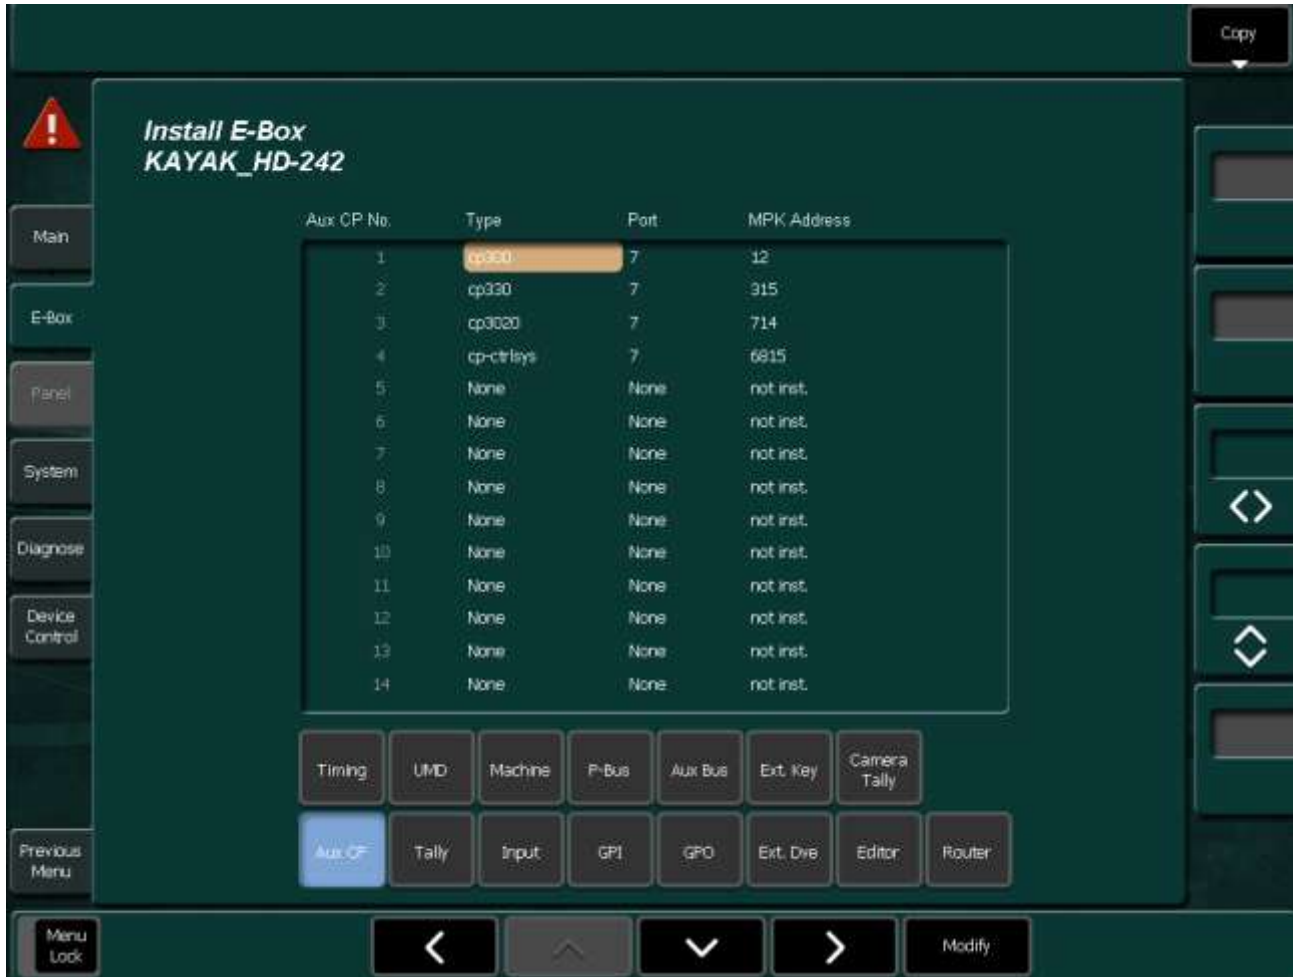 Copy
Install E-Box
KAYAK_HD-242
Aux CP No. Type Port MPK Address
1 cp300 7 12
2 cp330 7 315
3 cp3020 7 714
4 cp-ctrlsys 7 6815
5 None None not inst.
6 None None not inst.
7 None None not inst.
8 None None not inst.
9 None None not inst.
10 None None not inst.
11 None None not inst.
12 None None not inst.
13 None None not inst.
14 None None not inst.
Main
E-Box
Panel
System
Diagnose
Device
Control
Previous
Menu
Timing UMD Machine P-Bus Aux Bus Ext. Key Camera
Tally
Aux CP Tally Input GPI GPO Ext. Dve Editor Router
Menu
Lock
Modify